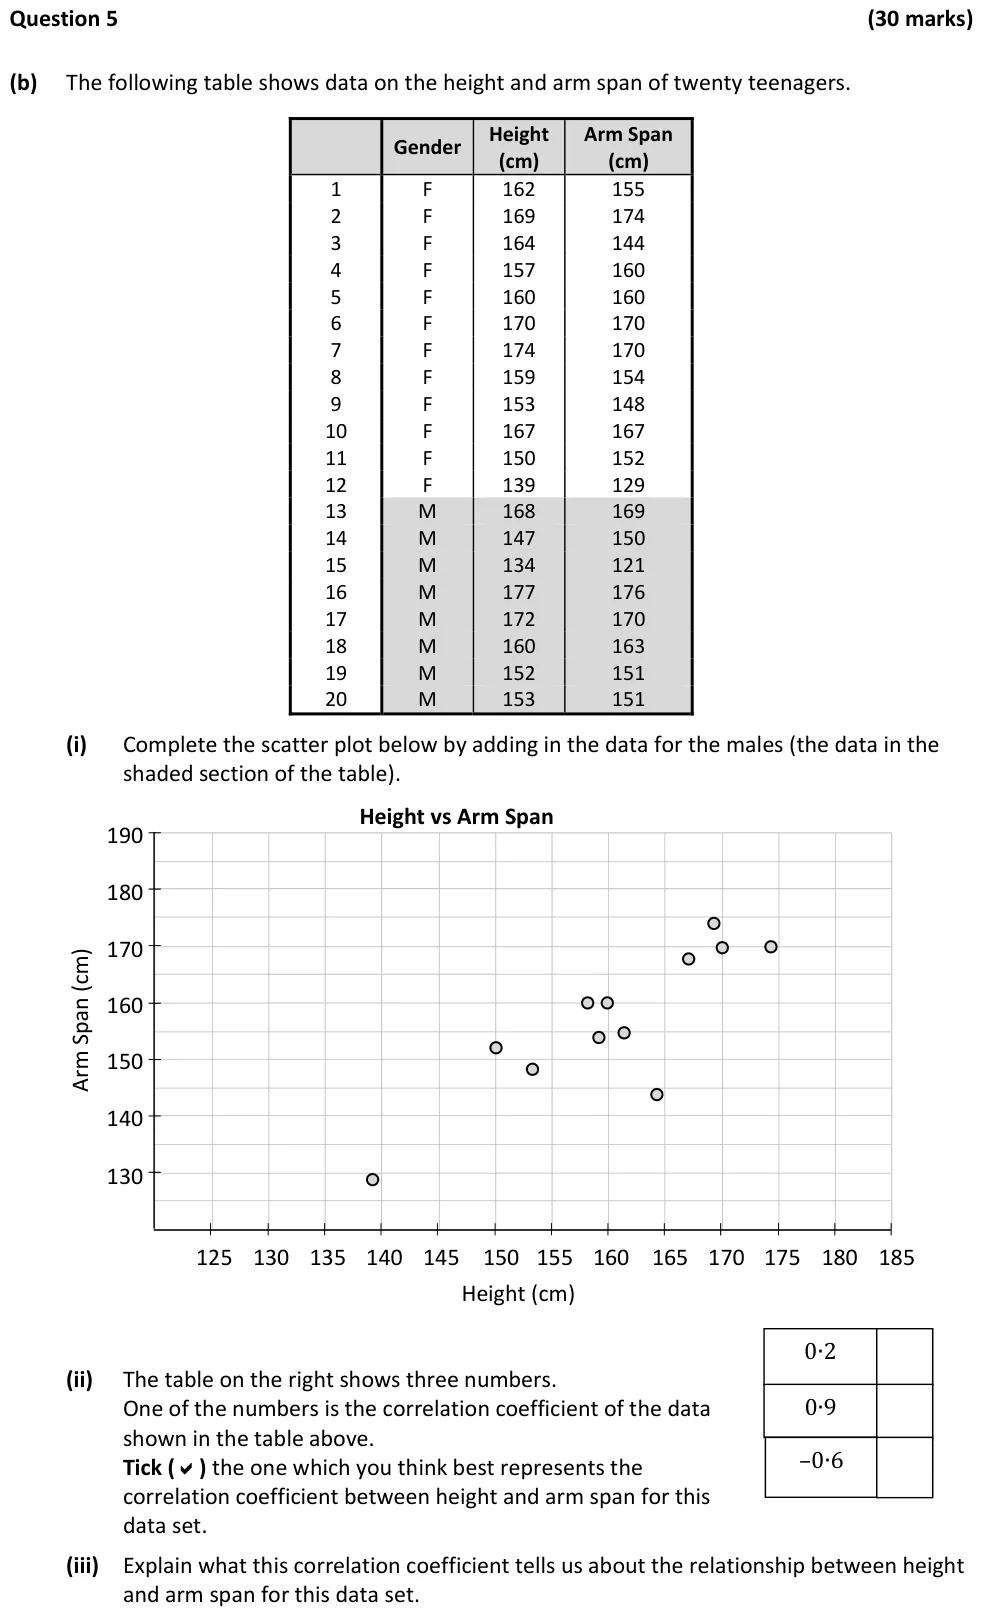 Question 5 (30 marks)
(b) The following table shows data on the height and arm span of twenty teenagers.
Gender Height (cm) Arm Span (cm)
1 F 162 155
2 F 169 174
3 F 164 144
4 F 157 160
5 F 160 160
6 F 170 170
7 F 174 170
8 F 159 154
9 F 153 148
10 F 167 167
11 F 150 152
12 F 139 129
13 M 168 169
14 M 147 150
15 M 134 121
16 M 177 176
17 M 172 170
18 M 160 163
19 M 152 151
20 M 153 151
(i) Complete the scatter plot below by adding in the data for the males (the data in the
shaded section of the table).
Height vs Arm Span
190
180
170
160
150
140
130
Arm Span (cm)
125 130 135 140 145 150 155 160 165 170 175 180 185
Height (cm)
(ii) The table on the right shows three numbers.
One of the numbers is the correlation coefficient of the data
shown in the table above.
Tick (✔) the one which you think best represents the
correlation coefficient between height and arm span for this
data set.
0·2
0·9
–0·6
(iii) Explain what this correlation coefficient tells us about the relationship between height
and arm span for this data set.